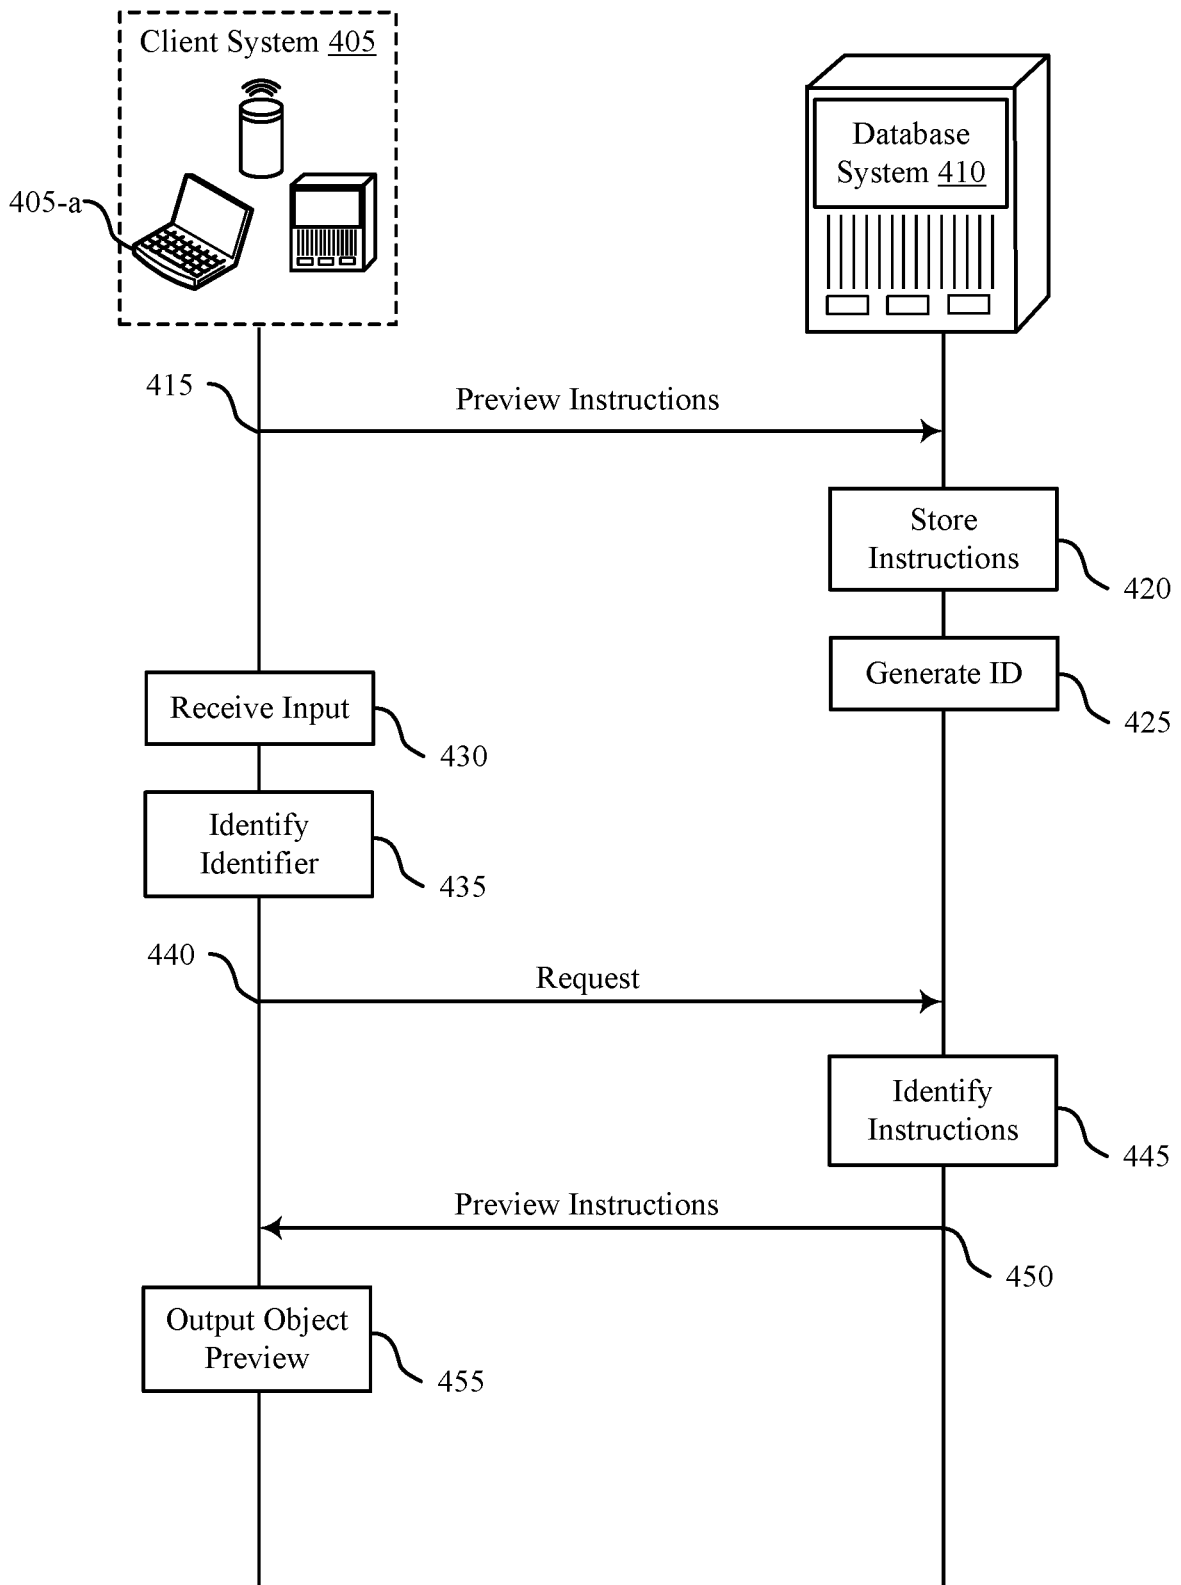 Client System 405
405-a
Database
System 410
415
Preview Instructions
Store
Instructions
420
Generate ID
425
Receive Input
430
Identify
Identifier
435
440
Request
Identify
Instructions
445
Preview Instructions
450
Output Object
Preview
455